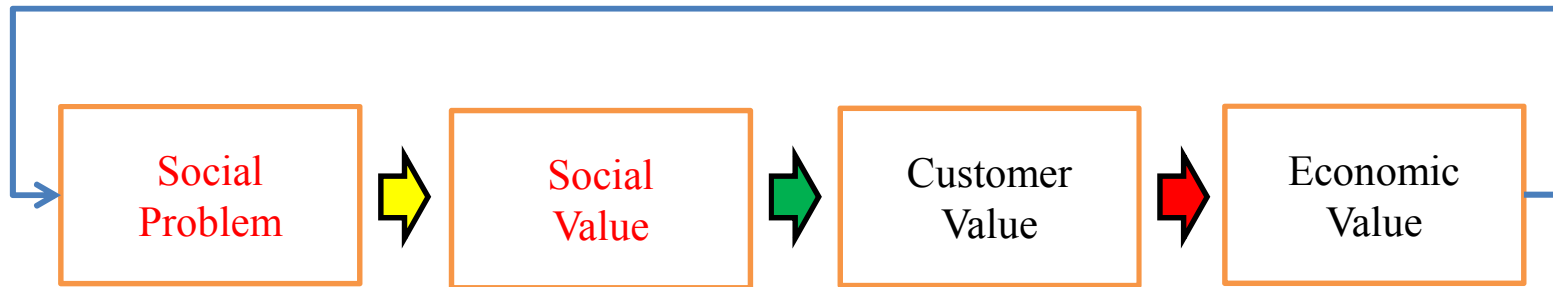 Social
Problem
Social
Value
Customer
Value
Economic
Value